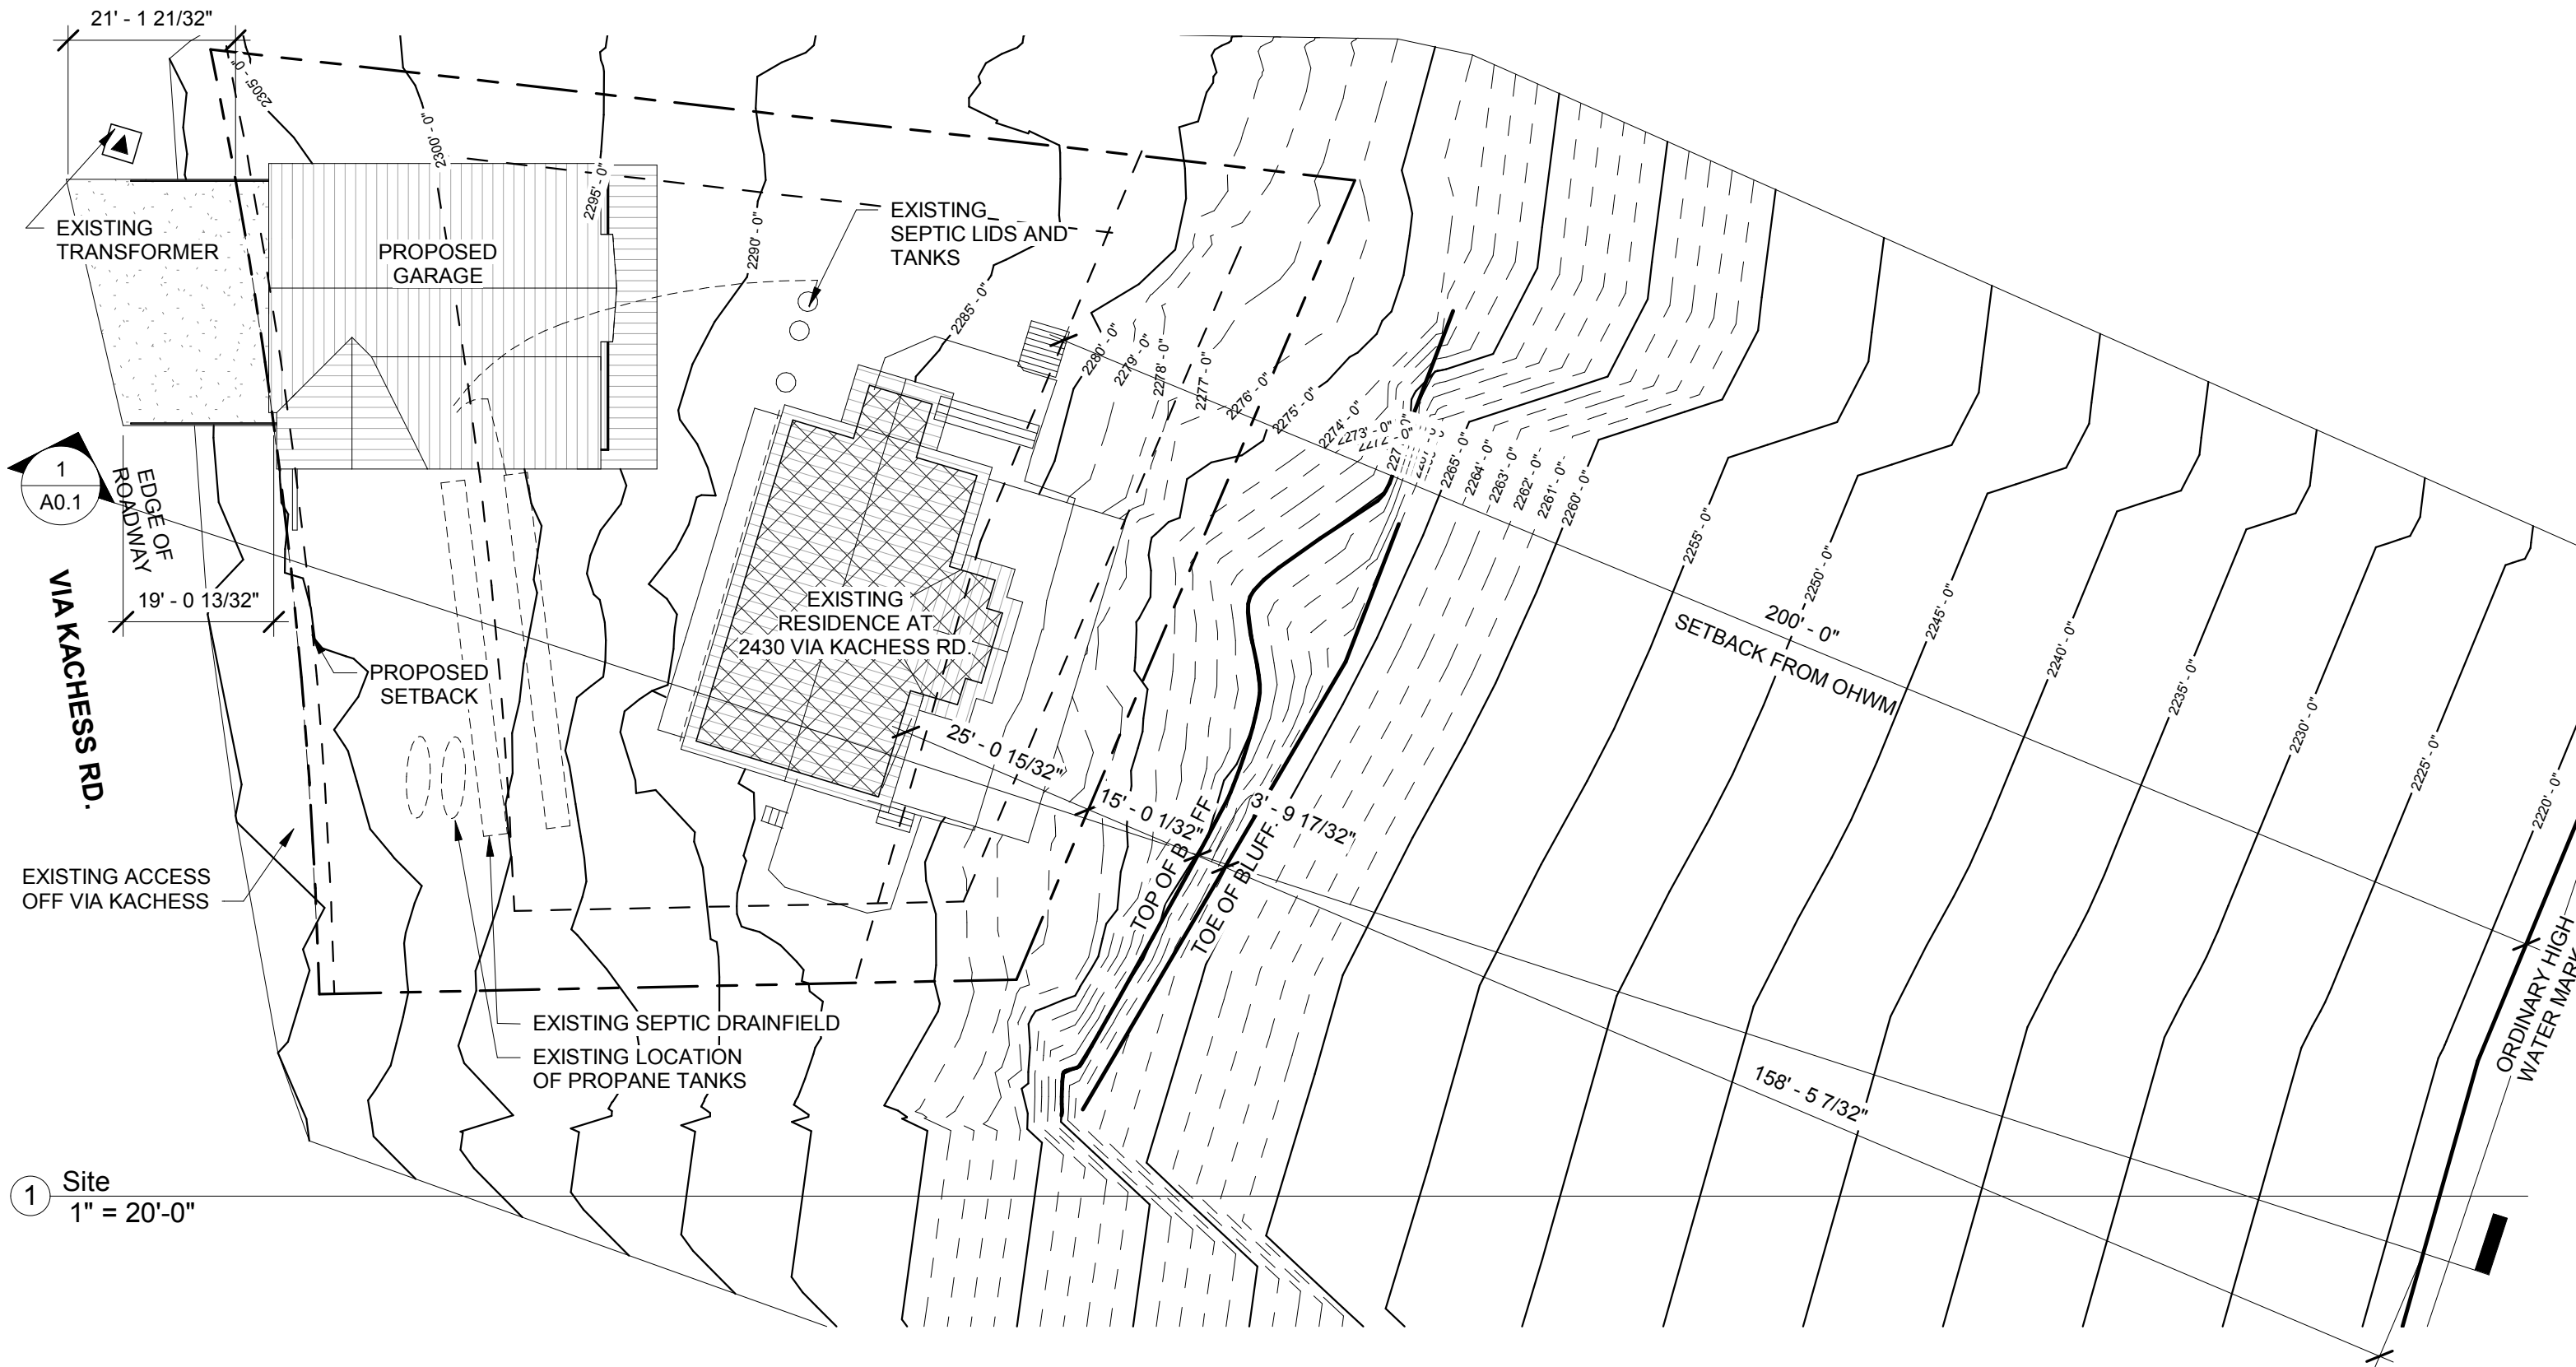 21' - 1 21/32"
2305' - 0"
2300' - 0"
2295' - 0"
2290' - 0"
2285' - 0"
EXISTING
TRANSFORMER
PROPOSED
GARAGE
EXISTING
SEPTIC LIDS AND
TANKS
2280' - 0"
2279' - 0"
2278' - 0"
2277' - 0"
2276' - 0"
2275' - 0"
2274' - 0"
2273' - 0"
2272' - 0"
2265' - 0"
2264' - 0"
2263' - 0"
2262' - 0"
2261' - 0"
2260' - 0"
2255' - 0"
2250' - 0"
2245' - 0"
2240' - 0"
2235' - 0"
2230' - 0"
2225' - 0"
2220' - 0"
1
A0.1
EDGE OF
ROADWAY
19' - 0 13/32"
VIA KACHESS RD.
PROPOSED
SETBACK
EXISTING
RESIDENCE AT
2430 VIA KACHESS RD.
200' - 0"
SETBACK FROM OHWM
25' - 0 15/32"
15' - 0 1/32"
3' - 9 17/32"
TOP OF B FF
TOE OF BLUFF
EXISTING ACCESS
OFF VIA KACHESS
EXISTING SEPTIC DRAINFIELD
EXISTING LOCATION
OF PROPANE TANKS
158' - 5 7/32"
ORDINARY HIGH
WATER MARK
1
Site
1" = 20'-0"